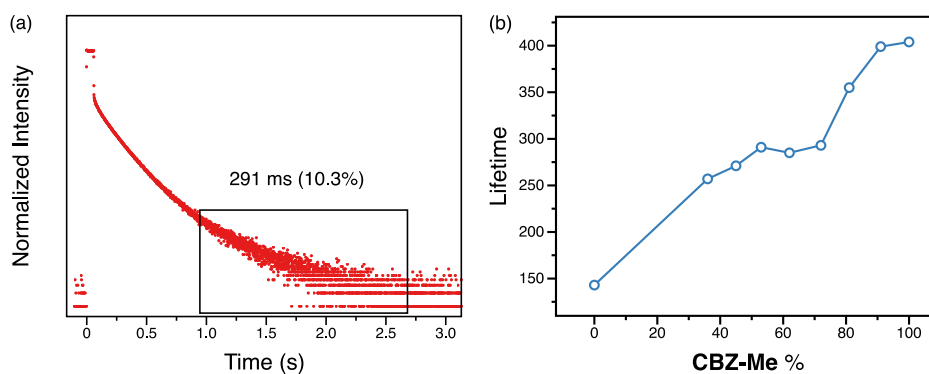 (a)
Normalized Intensity
291 ms (10.3%)
0 0.5 1.0 1.5 2.0 2.5 3.0
Time (s)
(b)
Lifetime
400
350
300
250
200
150
0 20 40 60 80 100
CBZ-Me %